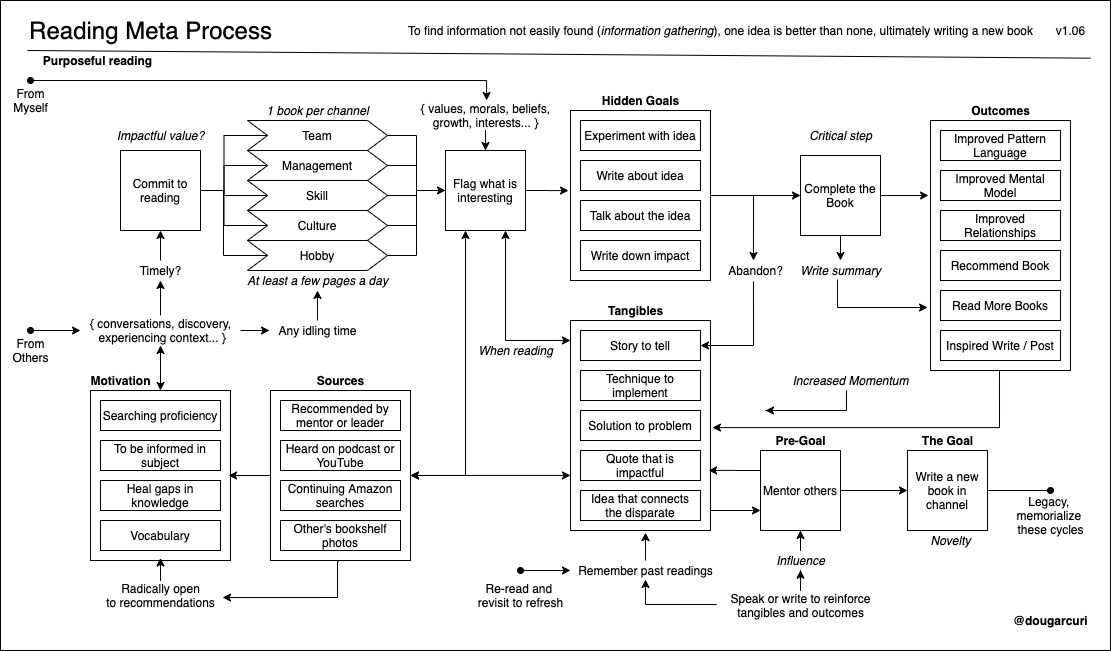 Reading Meta Process
To find information not easily found (information gathering), one idea is better than none, ultimately writing a new book
v1.06
Purposeful reading
From
Myself
Impactful value?
Commit to
reading
Timely?
{ conversations, discovery,
experiencing context... }
From
Others
1 book per channel
Team
Management
Skill
Culture
Hobby
At least a few pages a day
Any idling time
{ values, morals, beliefs,
growth, interests... }
Flag what is
interesting
When reading
Hidden Goals
Experiment with idea
Write about idea
Talk about the idea
Write down impact
Abandon?
Critical step
Complete the
Book
Write summary
Outcomes
Improved Pattern
Language
Improved Mental
Model
Improved
Relationships
Recommend Book
Read More Books
Inspired Write / Post
Motivation
Searching proficiency
To be informed in
subject
Heal gaps in
knowledge
Vocabulary
Radically open
to recommendations
Sources
Recommended by
mentor or leader
Heard on podcast or
YouTube
Continuing Amazon
searches
Other's bookshelf
photos
Tangibles
Story to tell
Technique to
implement
Solution to problem
Quote that is
impactful
Idea that connects
the disparate
Increased Momentum
Pre-Goal
Mentor others
Influence
The Goal
Write a new
book in
channel
Novelty
Legacy,
memorialize
these cycles
Re-read and
revisit to refresh
Remember past readings
Speak or write to reinforce
tangibles and outcomes
@dougarcuri